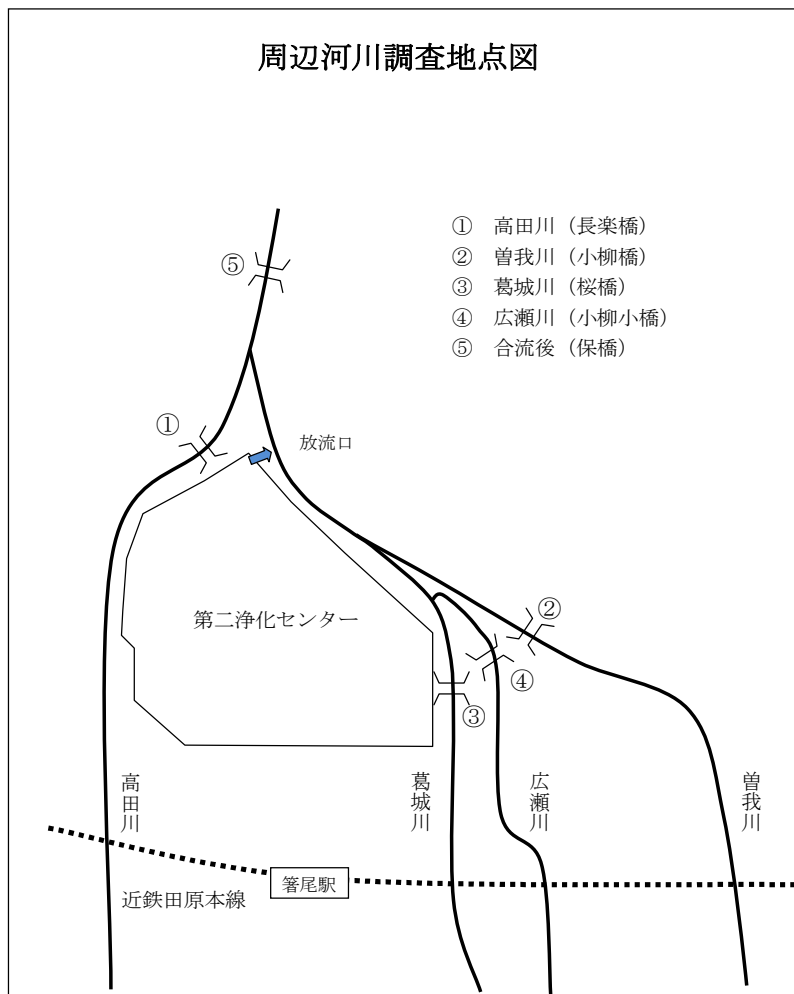 周辺河川調査地点図
① 高田川（長楽橋）
② 曽我川（小柳橋）
③ 葛城川（桜橋）
④ 広瀬川（小柳小橋）
⑤ 合流後（保橋）
⑤
①
放流口
第二浄化センター
②
④
③
高田川
葛城川
広瀬川
曽我川
箸尾駅
近鉄田原本線